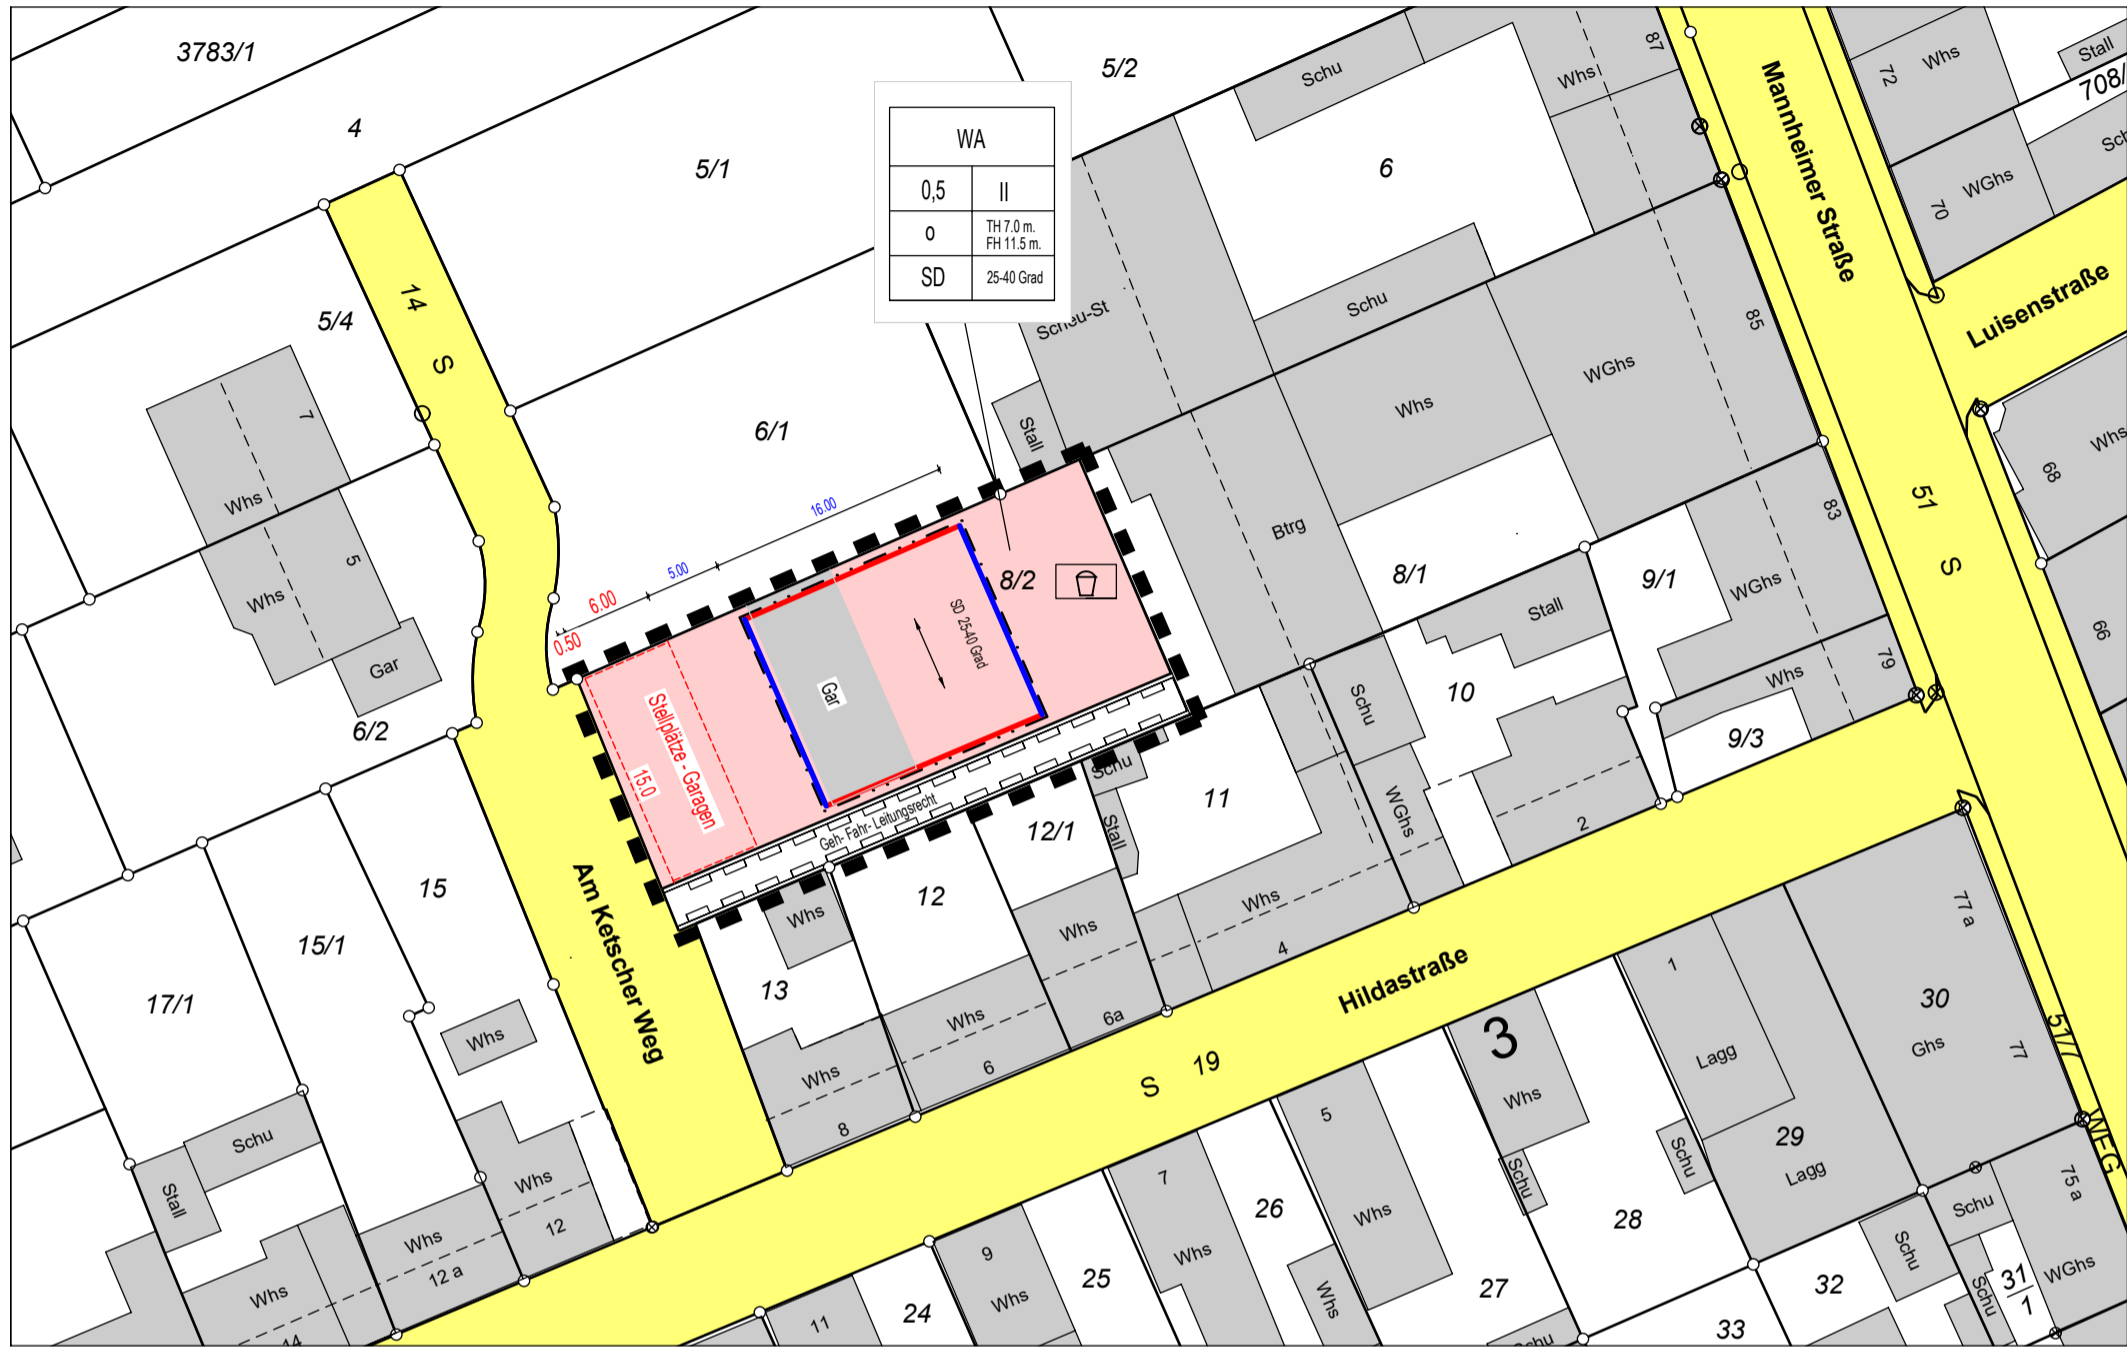 3783/1
4
5/1
5/2
WA
0,5 II
o TH 7.0 m.
FH 11.5 m.
SD 25-40 Grad
Schu
6
Whs
87
Mannheimer Straße
72
Whs
Stall
708/
70
WGhs
Sch
Luisenstraße
14
S
5/4
7
Whs
5
Whs
Gar
6/2
6/1
Scheu-St
Stall
Schu
85
WGhs
Whs
Btrg
8/1
9/1
83
WGhs
Stall
51
S
68
Whs
66
79
Whs
9/3
10
Schu
WGhs
2
16.00
5.00
6.00
0.50
15.0
Stellplätze - Garagen
Gar
SD 25-40 Grad
8/2
Geh- Fahr- Leitungsrecht
Schu
Stall
11
12/1
12
Whs
13
Whs
Whs
4
6a
Whs
6
Whs
8
Am Ketscher Weg
15
15/1
17/1
Whs
Schu
Stall
Whs
12
Whs
12 a
Whs
14
Hildastraße
S 19
3
Whs
1
Lagg
29
Lagg
30
Ghs
77 a
77
51/7
WEG
75 a
Schu
WGhs
31
1
Schu
Schu
32
33
Schu
Schu
28
27
Schu
5
Whs
Whs
26
7
Whs
25
9
Whs
24
11